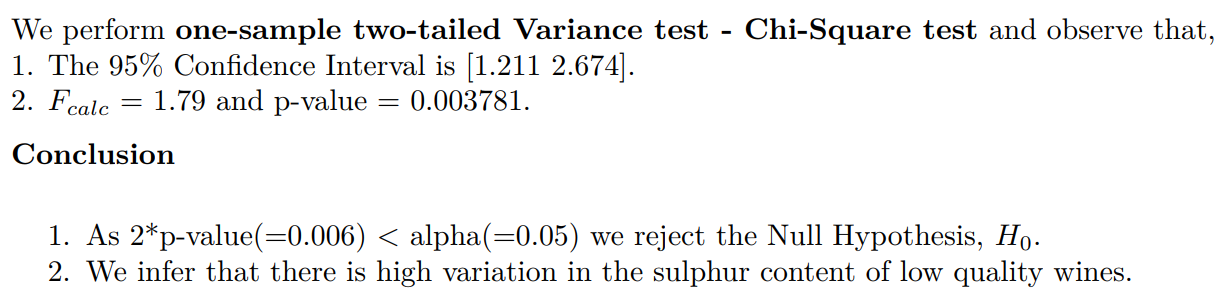 We perform one-sample two-tailed Variance test - Chi-Square test and observe that,
1. The 95% Confidence Interval is [1.211 2.674].
2. F_calc = 1.79 and p-value = 0.003781.
Conclusion
1. As 2*p-value(=0.006) < alpha(=0.05) we reject the Null Hypothesis, H₀.
2. We infer that there is high variation in the sulphur content of low quality wines.